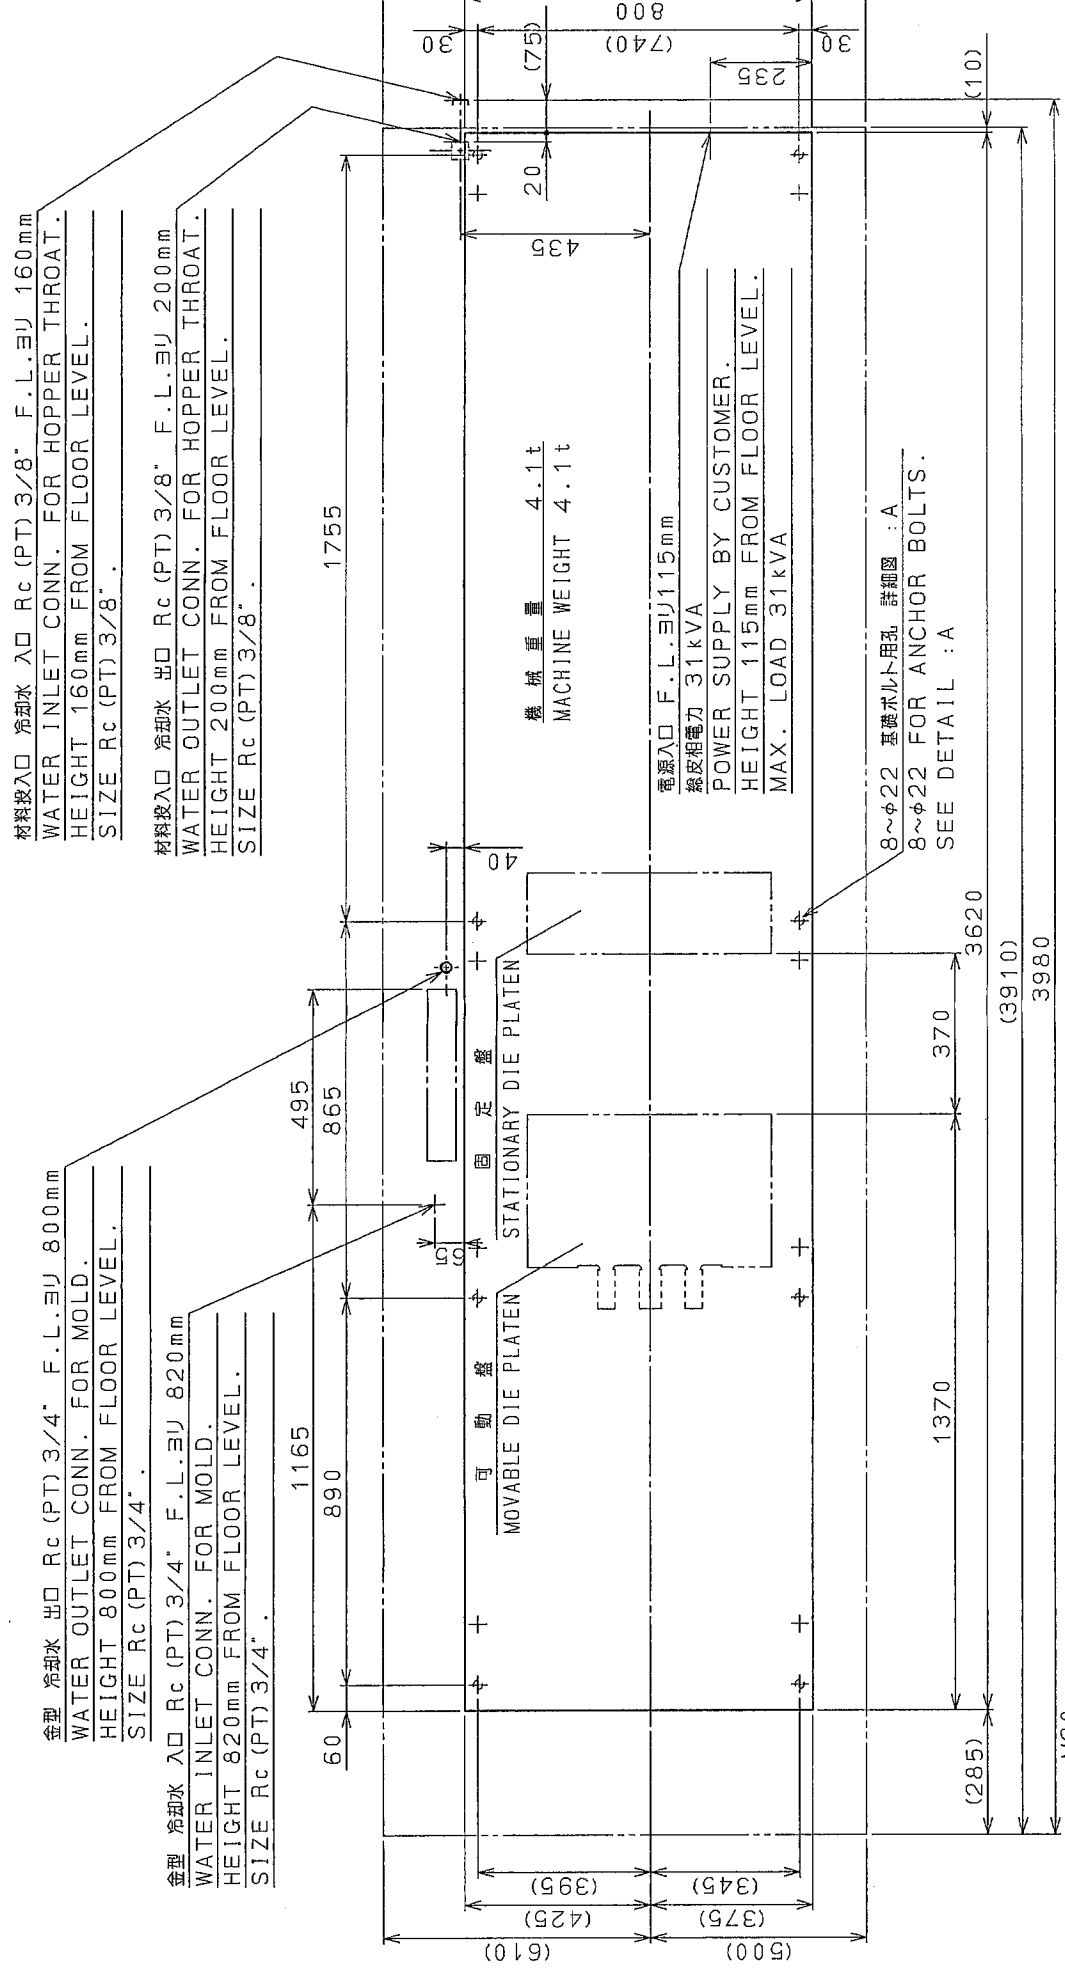 材料投入口 冷却水 入口 Rc (PT) 3/8" F.L.ヨリ 160mm
WATER INLET CONN. FOR HOPPER THROAT.
HEIGHT 160mm FROM FLOOR LEVEL.
SIZE Rc (PT) 3/8".
材料投入口 冷却水 出口 Rc (PT) 3/8" F.L.ヨリ 200mm
WATER OUTLET CONN. FOR HOPPER THROAT.
HEIGHT 200mm FROM FLOOR LEVEL.
SIZE Rc (PT) 3/8".
金型 冷却水 出口 Rc (PT) 3/4" F.L.ヨリ 800mm
WATER OUTLET CONN. FOR MOLD.
HEIGHT 800mm FROM FLOOR LEVEL.
SIZE Rc (PT) 3/4".
金型 冷却水 入口 Rc (PT) 3/4" F.L.ヨリ 820mm
WATER INLET CONN. FOR MOLD.
HEIGHT 820mm FROM FLOOR LEVEL.
SIZE Rc (PT) 3/4".
1165
495
60
890
865
1755
65
40
435
20
(75)
30
(740)
800
30
235
(10)
可動盤
MOVABLE DIE PLATEN
固定盤
STATIONARY DIE PLATEN
機械重量 4.1t
MACHINE WEIGHT 4.1t
電源入口 F.L.ヨリ115mm
総皮相電力 31kVA
POWER SUPPLY BY CUSTOMER.
HEIGHT 115mm FROM FLOOR LEVEL.
MAX. LOAD 31kVA
8~φ22 基礎ボルト用孔 詳細図 :A
8~φ22 FOR ANCHOR BOLTS.
SEE DETAIL :A
1370
370
(285)
3620
(3910)
3980
(395)
(345)
(425)
(375)
(610)
(500)